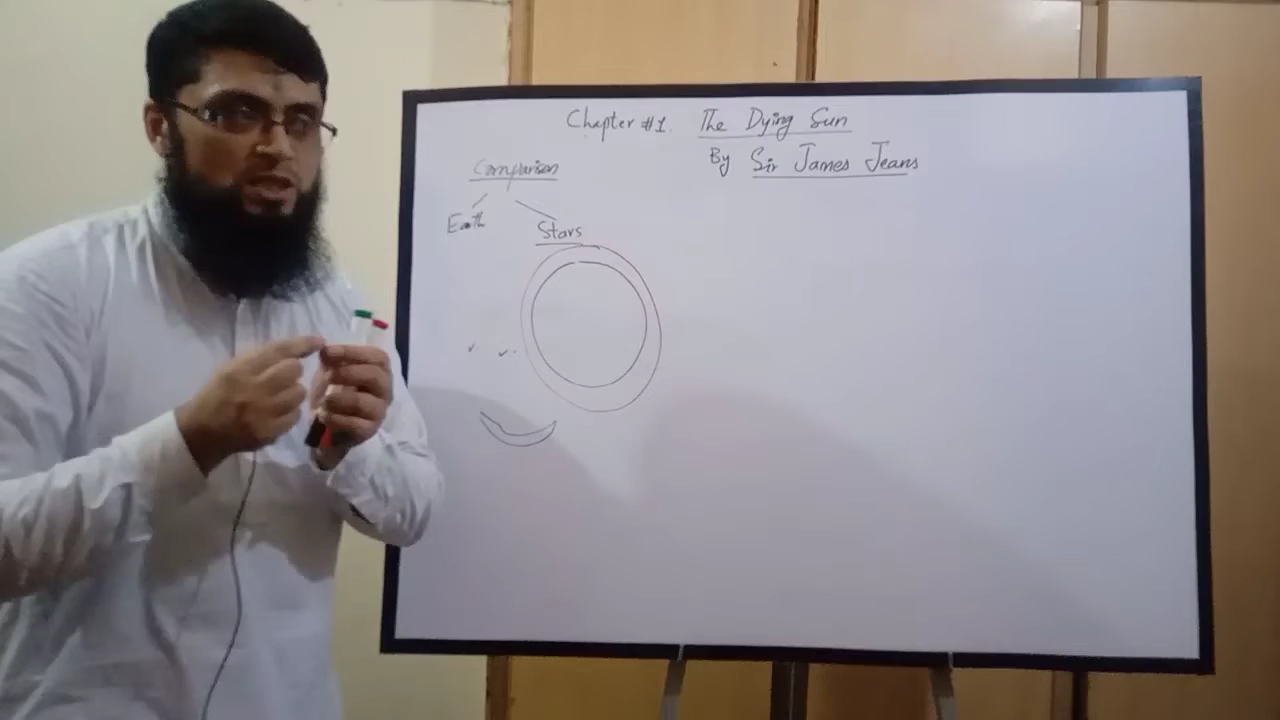 Chapter #1. The Dying Sun
By Sir James Jeans
Comparison
Earth
Stars